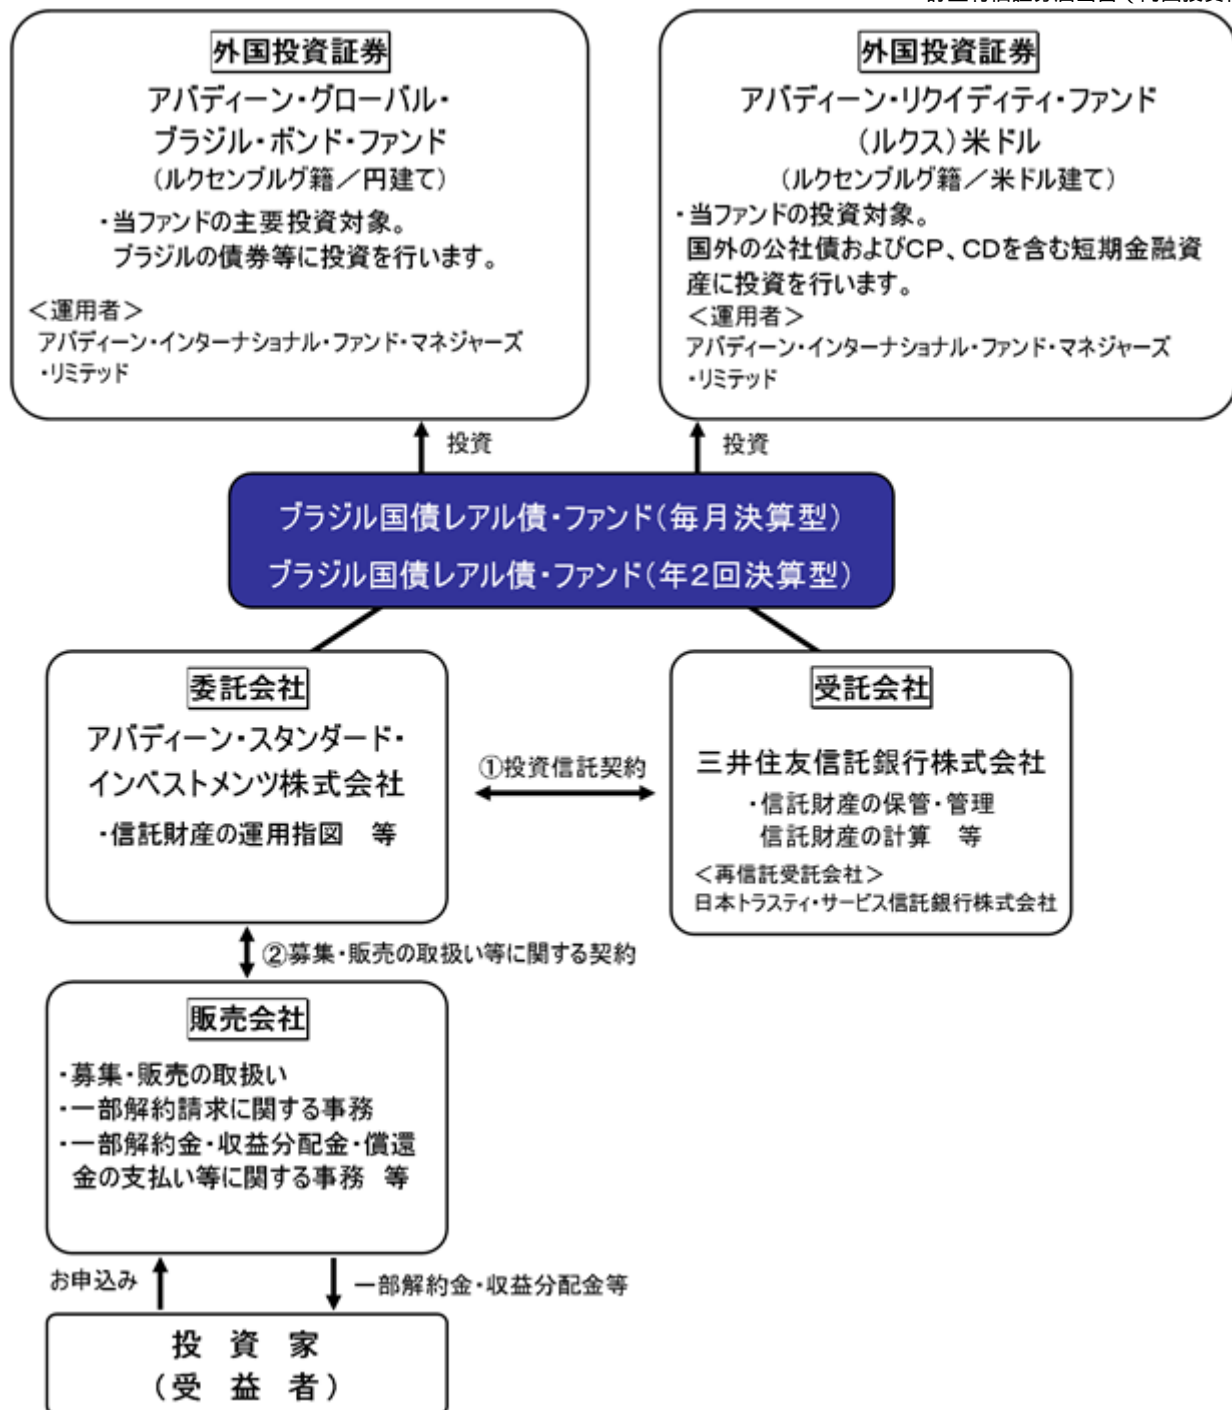 外国投資証券
アバディーン・グローバル・
ブラジル・ボンド・ファンド
(ルクセンブルグ籍／円建て)
・当ファンドの主要投資対象。
ブラジルの債券等に投資を行います。
＜運用者＞
アバディーン・インターナショナル・ファンド・マネジャーズ
・リミテッド
外国投資証券
アバディーン・リクイディティ・ファンド
(ルクス)米ドル
(ルクセンブルグ籍／米ドル建て)
・当ファンドの投資対象。
国外の公社債およびCP、CDを含む短期金融資
産に投資を行います。
＜運用者＞
アバディーン・インターナショナル・ファンド・マネジャーズ
・リミテッド
投資
投資
ブラジル国債レアル債・ファンド(毎月決算型)
ブラジル国債レアル債・ファンド(年2回決算型)
委託会社
アバディーン・スタンダード・
インベストメンツ株式会社
・信託財産の運用指図　等
①投資信託契約
受託会社
三井住友信託銀行株式会社
・信託財産の保管・管理
信託財産の計算　等
＜再信託受託会社＞
日本トラスティ・サービス信託銀行株式会社
②募集・販売の取扱い等に関する契約
販売会社
・募集・販売の取扱い
・一部解約請求に関する事務
・一部解約金・収益分配金・償還
金の支払い等に関する事務　等
お申込み
一部解約金・収益分配金等
投　資　家
(受　益　者)